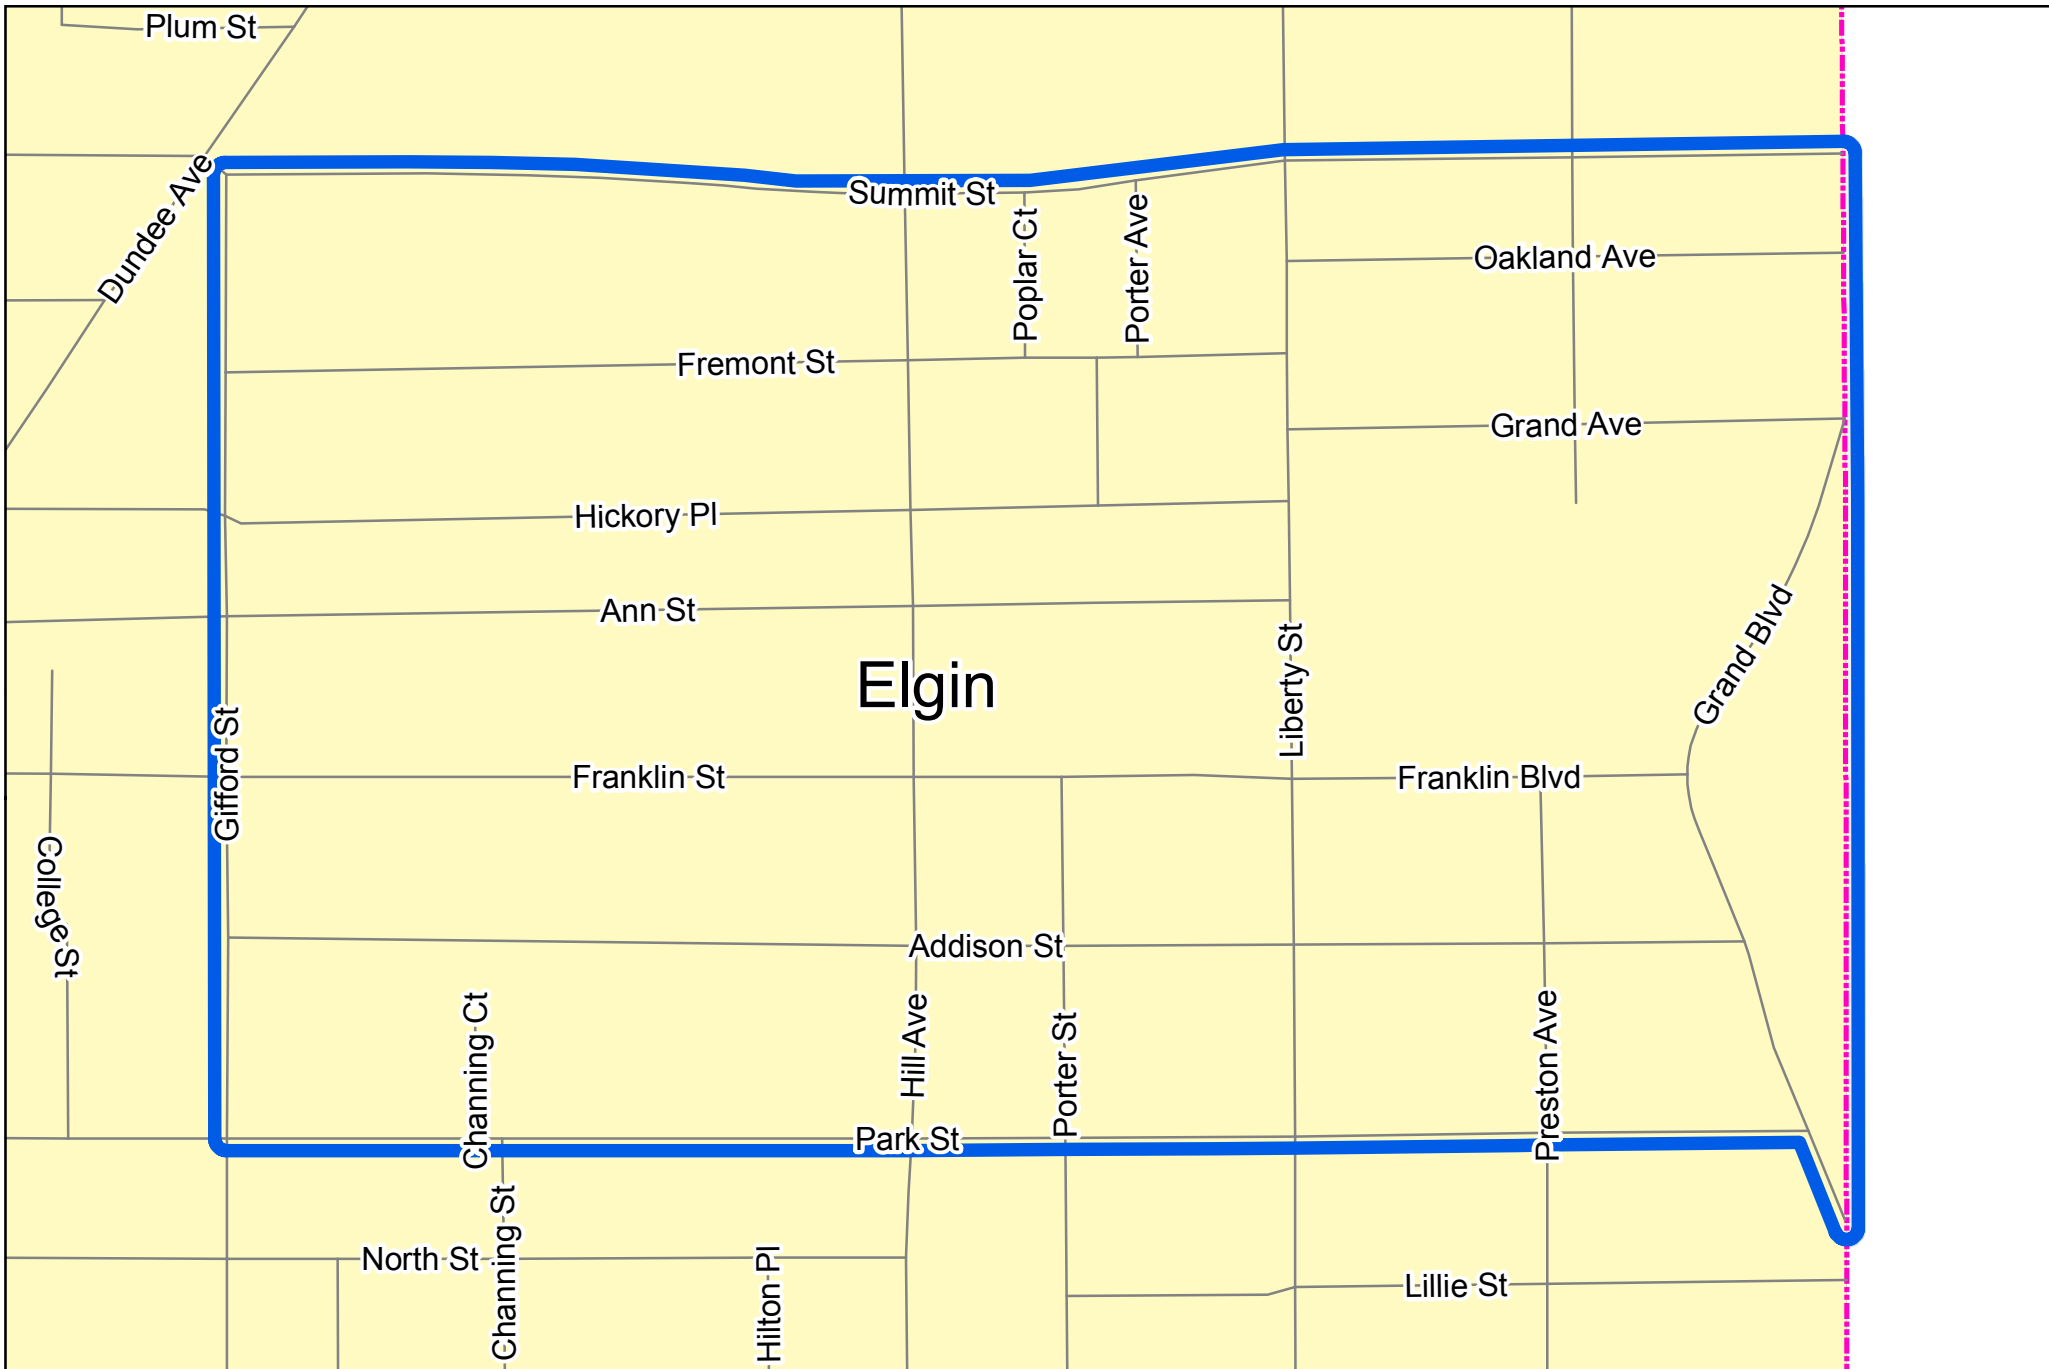 Plum St
Dundee Ave
Summit St
Poplar Ct
Porter Ave
Oakland Ave
Fremont St
Grand Ave
Hickory Pl
Ann St
Grand Blvd
Elgin
Liberty St
Gifford St
Franklin St
Franklin Blvd
College St
Addison St
Channing Ct
Hill Ave
Porter St
Preston Ave
Park St
Channing St
North St
Hilton Pl
Lillie St